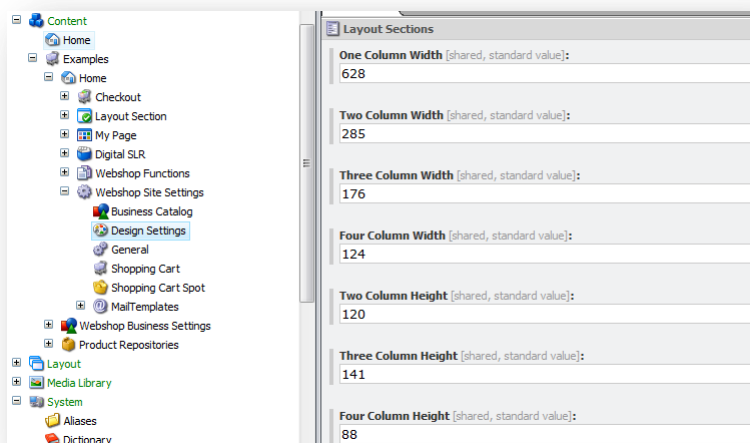 Content
Home
Examples
Home
Checkout
Layout Section
My Page
Digital SLR
Webshop Functions
Webshop Site Settings
Business Catalog
Design Settings
General
Shopping Cart
Shopping Cart Spot
MailTemplates
Webshop Business Settings
Product Repositories
Layout
Media Library
System
Aliases
Dictionary
Layout Sections
One Column Width [shared, standard value]:
628
Two Column Width [shared, standard value]:
285
Three Column Width [shared, standard value]:
176
Four Column Width [shared, standard value]:
124
Two Column Height [shared, standard value]:
120
Three Column Height [shared, standard value]:
141
Four Column Height [shared, standard value]:
88